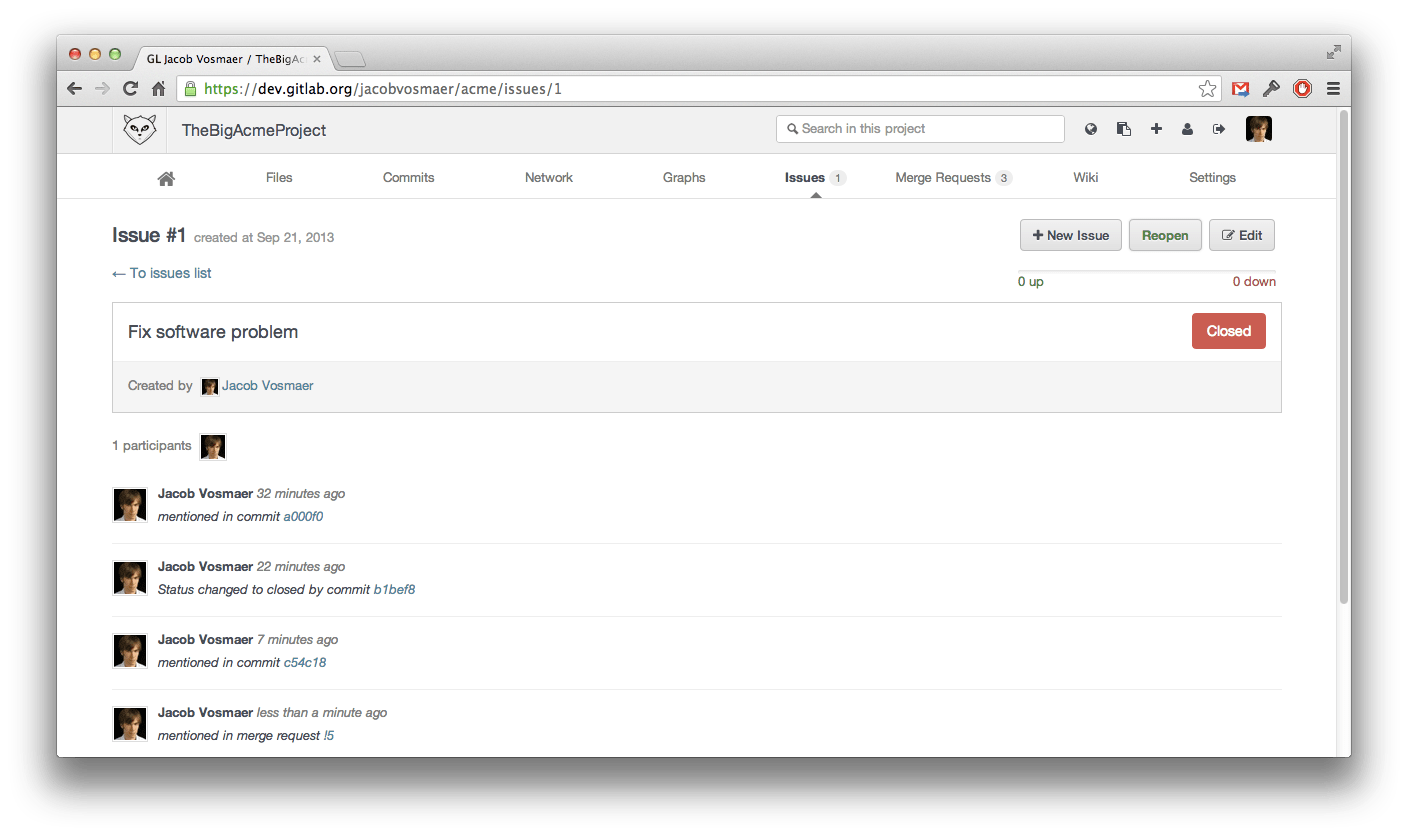 GL Jacob Vosmaer / TheBigAc
https://dev.gitlab.org/jacobvosmaer/acme/issues/1
TheBigAcmeProject
Search in this project
Files Commits Network Graphs Issues 1 Merge Requests 3 Wiki Settings
Issue #1 created at Sep 21, 2013
+ New Issue Reopen Edit
← To issues list
0 up 0 down
Fix software problem
Closed
Created by Jacob Vosmaer
1 participants
Jacob Vosmaer 32 minutes ago
mentioned in commit a000f0
Jacob Vosmaer 22 minutes ago
Status changed to closed by commit b1bef8
Jacob Vosmaer 7 minutes ago
mentioned in commit c54c18
Jacob Vosmaer less than a minute ago
mentioned in merge request !5